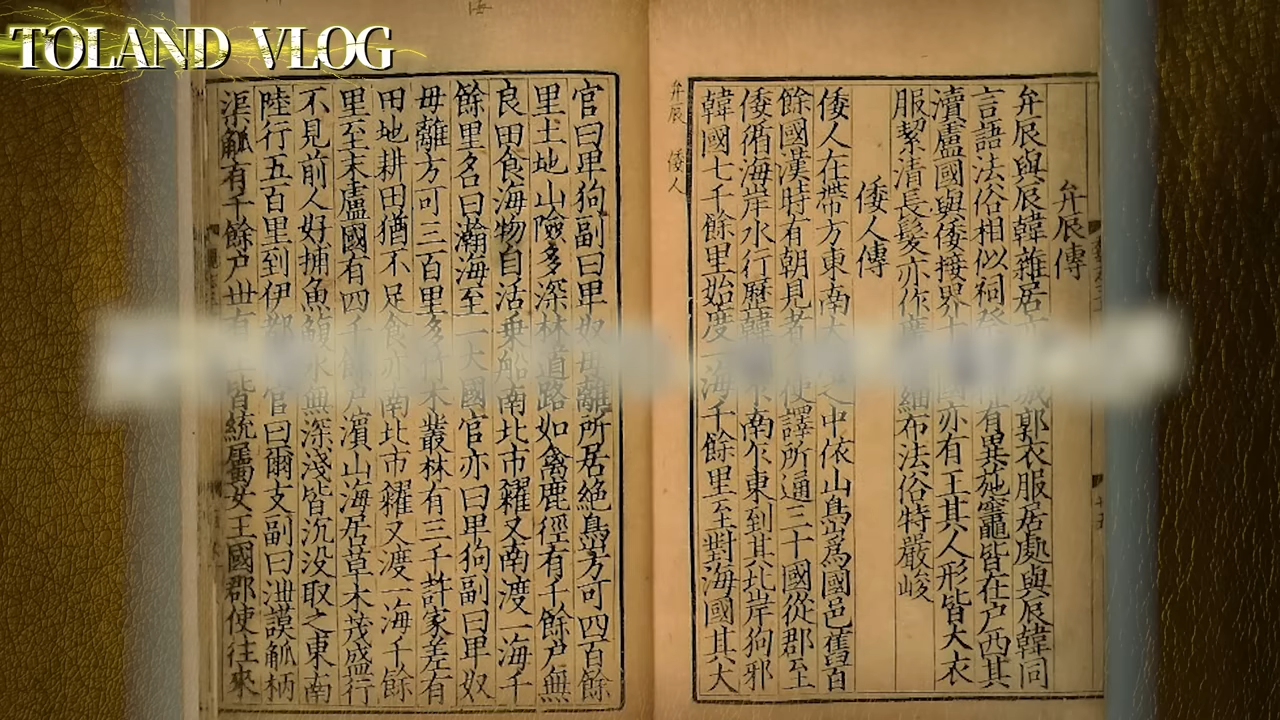 TOLAND VLOG
弁辰傳
弁辰與辰韓雜居 城郭衣服居處與辰韓同
言語法俗相似祠 有異施竈皆在户西其
瀆盧國與倭接界 國亦有王其人形皆大衣
服絜清長髮亦作 細布法俗特嚴峻
倭人傳
倭人在帶方東南 之中依山島爲國邑舊百
餘國漢時有朝見者 使譯所通三十國從郡至
倭循海岸水行歷韓 南乍東到其北岸狗邪
韓國七千餘里始度一海千餘里至對海國其大
弁辰 倭人
官曰卑狗副曰卑奴母離所居絶島方可四百餘
里土地山險多深林道路如禽鹿徑有千餘户無
良田食海物自活乗船南北市糴又南渡一海千
餘里名曰瀚海至一大國官亦曰卑狗副曰卑奴
母離方可三百里多竹木叢林有三千許家差有
田地耕田猶不足食亦南北市糴又渡一海千餘
里至末盧國有四千餘户濵山海居草木茂盛行
不見前人好捕魚鰒水無深淺皆沉没取之東南
陸行五百里到伊都 官曰爾支副曰泄謨觚柄
渠觚有千餘户丗有 皆統屬女王國郡使往來